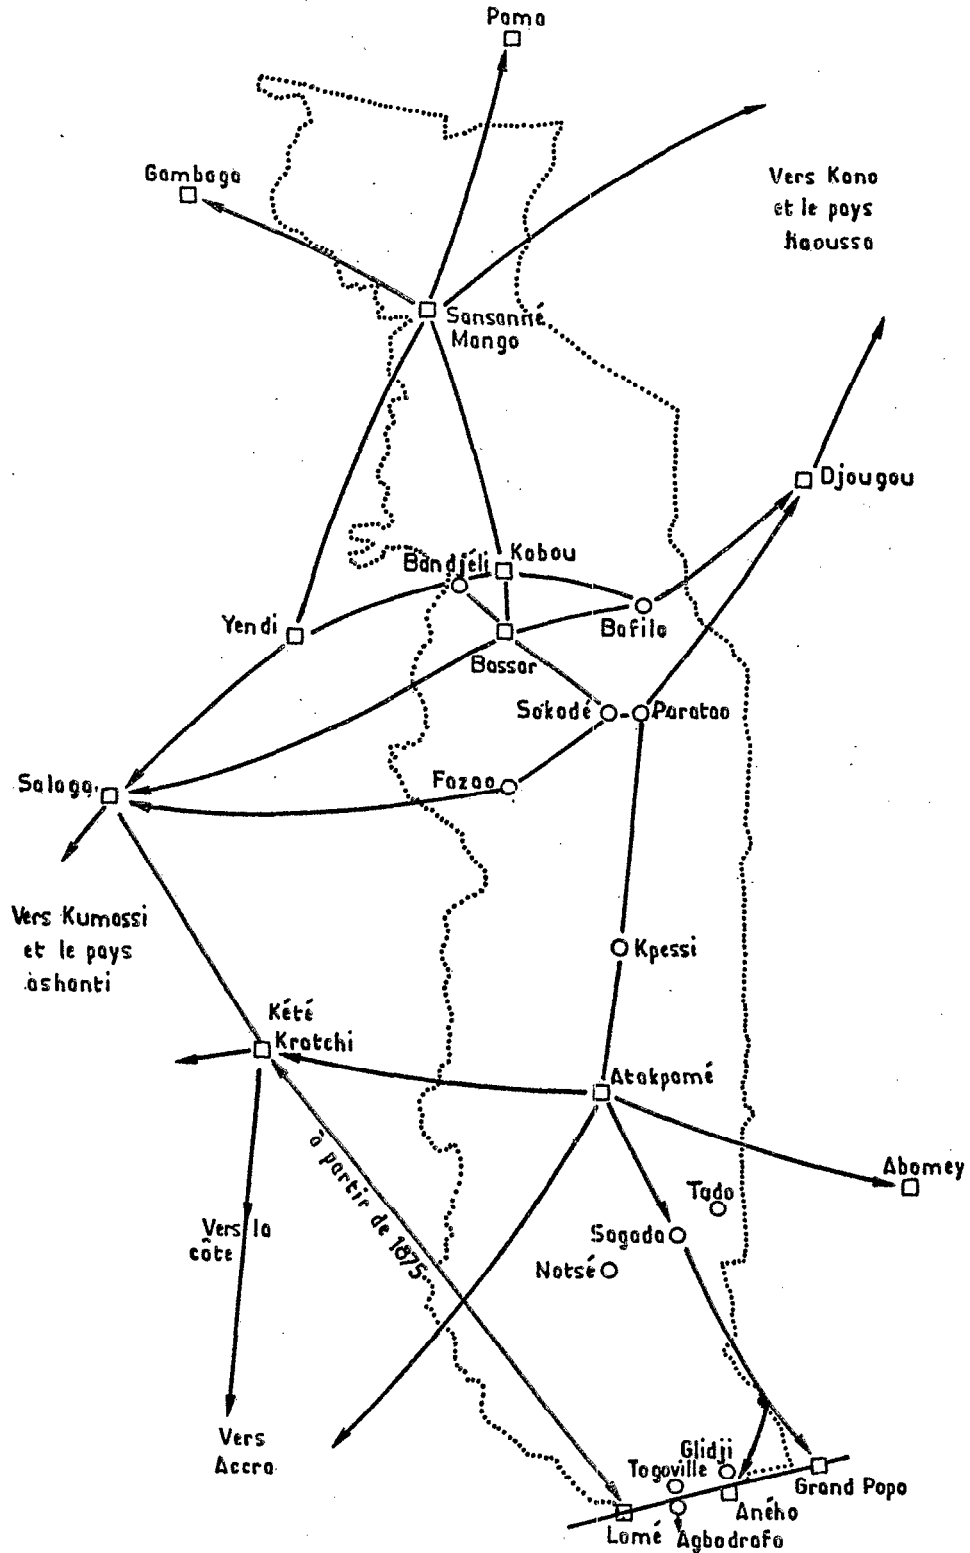 Pama
Gambaga
Vers Kano
et le pays
haoussa
Sansanné
Mango
Djougou
Bandjéli
Kabou
Yendi
Bafilo
Bassar
Sokodé
Paratao
Salaga
Fazao
Vers Kumassi
et le pays
ashanti
Kpessi
Kété
Kratchi
Atakpamé
à partir de 1875
Abomey
Tado
Vers la
côte
Sagada
Notsé
Vers
Accra
Glidji
Togoville
Grand Popo
Aného
Lomé
Agbodrafo